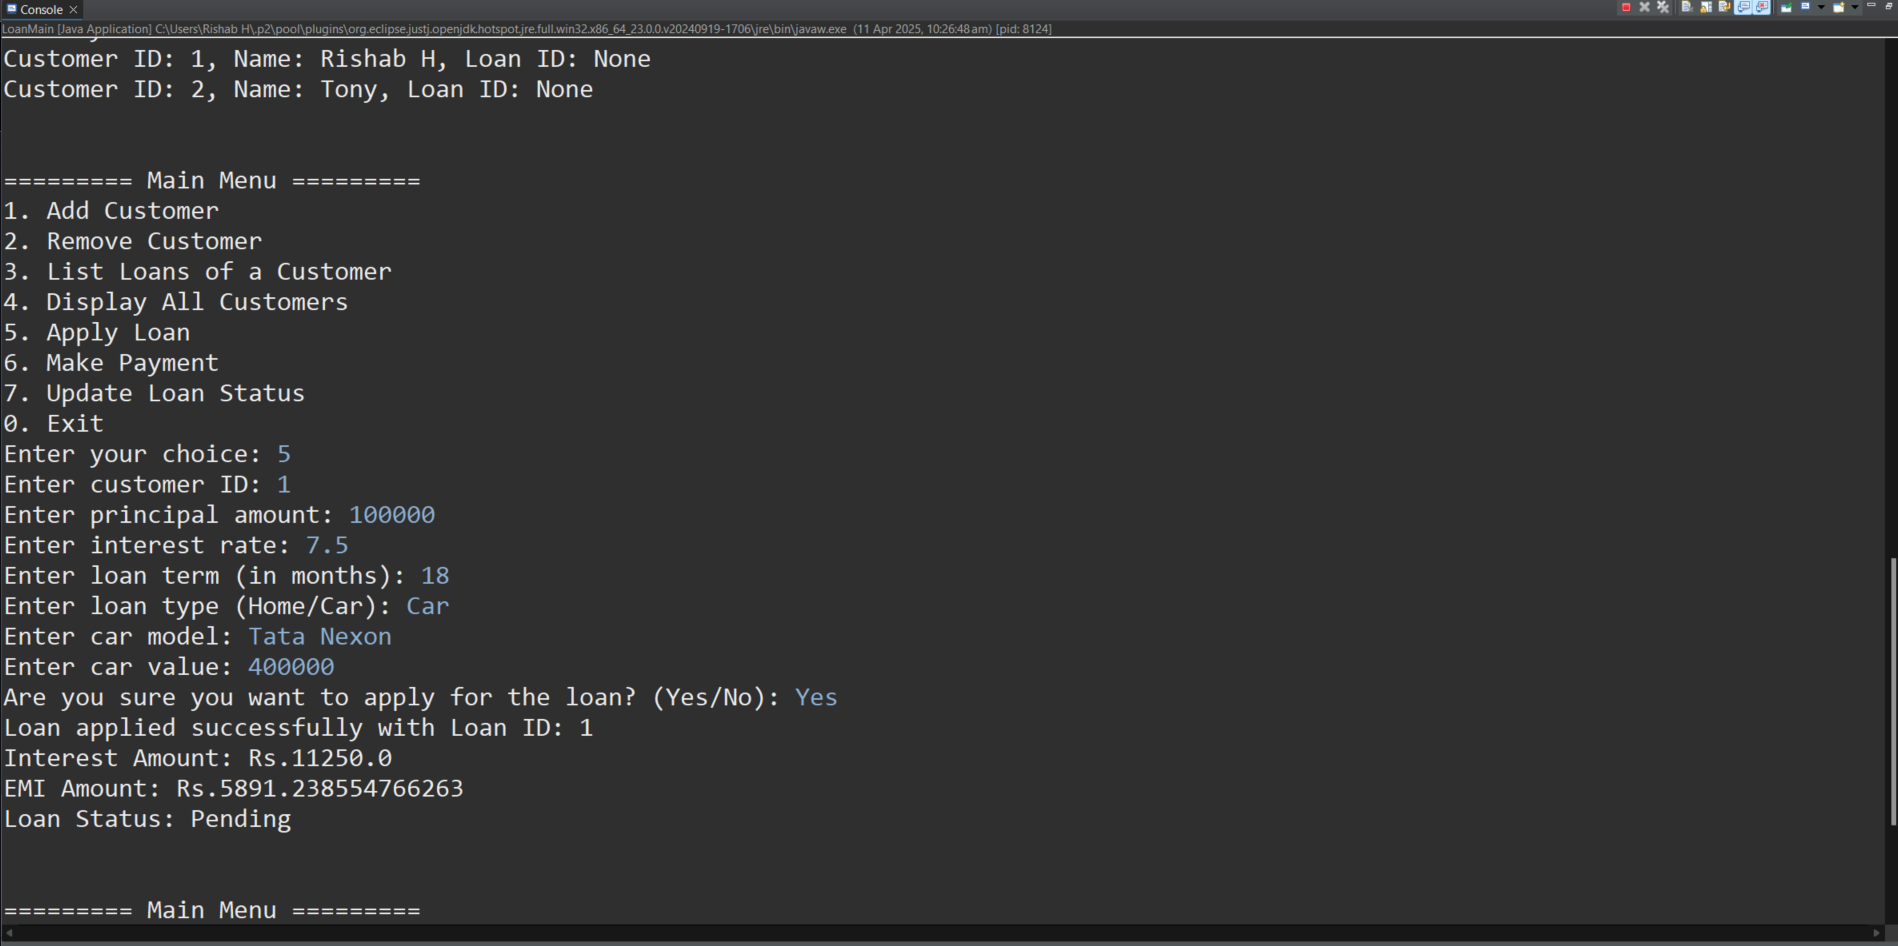 Console
LoanMain [Java Application] C:\Users\Rishab H\.p2\pool\plugins\org.eclipse.justj.openjdk.hotspot.jre.full.win32.x86_64_23.0.0.v20240919-1706\jre\bin\javaw.exe (11 Apr 2025, 10:26:48 am) [pid: 8124]
Customer ID: 1, Name: Rishab H, Loan ID: None
Customer ID: 2, Name: Tony, Loan ID: None
========= Main Menu =========
1. Add Customer
2. Remove Customer
3. List Loans of a Customer
4. Display All Customers
5. Apply Loan
6. Make Payment
7. Update Loan Status
0. Exit
Enter your choice: 5
Enter customer ID: 1
Enter principal amount: 100000
Enter interest rate: 7.5
Enter loan term (in months): 18
Enter loan type (Home/Car): Car
Enter car model: Tata Nexon
Enter car value: 400000
Are you sure you want to apply for the loan? (Yes/No): Yes
Loan applied successfully with Loan ID: 1
Interest Amount: Rs.11250.0
EMI Amount: Rs.5891.238554766263
Loan Status: Pending
========= Main Menu =========